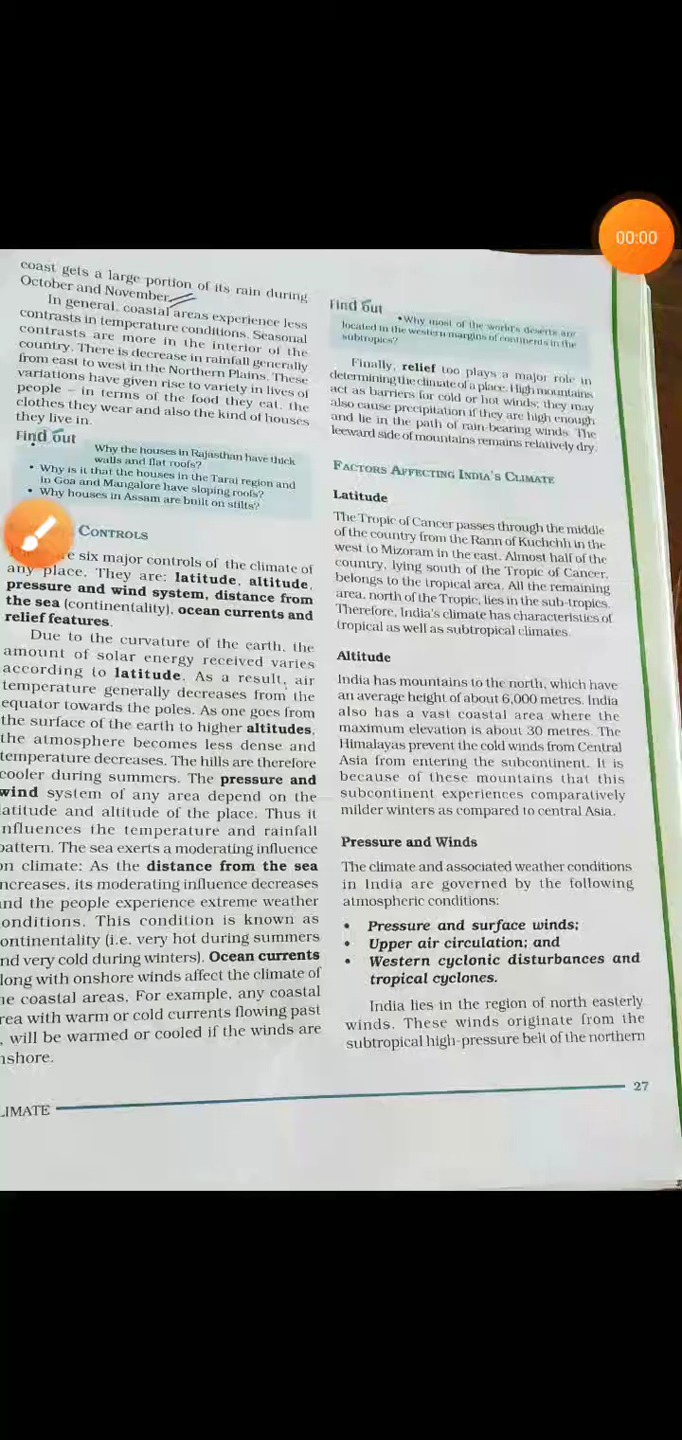 00:00
coast gets a large portion of its rain during
October and November.
In general, coastal areas experience less
contrasts in temperature conditions. Seasonal
contrasts are more in the interior of the
country. There is decrease in rainfall generally
from east to west in the Northern Plains. These
variations have given rise to variety in lives of
people – in terms of the food they eat, the
clothes they wear and also the kind of houses
they live in.
Find out
Why the houses in Rajasthan have thick
walls and flat roofs?
• Why is it that the houses in the Tarai region and
in Goa and Mangalore have sloping roofs?
• Why houses in Assam are built on stilts?
CONTROLS
e six major controls of the climate of
any place. They are: latitude, altitude,
pressure and wind system, distance from
the sea (continentality), ocean currents and
relief features.
Due to the curvature of the earth, the
amount of solar energy received varies
according to latitude. As a result, air
temperature generally decreases from the
equator towards the poles. As one goes from
the surface of the earth to higher altitudes,
the atmosphere becomes less dense and
temperature decreases. The hills are therefore
cooler during summers. The pressure and
wind system of any area depend on the
latitude and altitude of the place. Thus it
nfluences the temperature and rainfall
pattern. The sea exerts a moderating influence
on climate: As the distance from the sea
ncreases, its moderating influence decreases
nd the people experience extreme weather
onditions. This condition is known as
ontinentality (i.e. very hot during summers
nd very cold during winters). Ocean currents
long with onshore winds affect the climate of
he coastal areas. For example, any coastal
rea with warm or cold currents flowing past
, will be warmed or cooled if the winds are
nshore.
Find out
•Why most of the world's deserts are
located in the western margins of continents in the
subtropics?
Finally, relief too plays a major role in
determining the climate of a place. High mountains
act as barriers for cold or hot winds; they may
also cause precipitation if they are high enough
and lie in the path of rain-bearing winds. The
leeward side of mountains remains relatively dry.
FACTORS AFFECTING INDIA'S CLIMATE
Latitude
The Tropic of Cancer passes through the middle
of the country from the Rann of Kuchchh in the
west to Mizoram in the east. Almost half of the
country, lying south of the Tropic of Cancer,
belongs to the tropical area. All the remaining
area, north of the Tropic, lies in the sub-tropics.
Therefore, India's climate has characteristics of
tropical as well as subtropical climates.
Altitude
India has mountains to the north, which have
an average height of about 6,000 metres. India
also has a vast coastal area where the
maximum elevation is about 30 metres. The
Himalayas prevent the cold winds from Central
Asia from entering the subcontinent. It is
because of these mountains that this
subcontinent experiences comparatively
milder winters as compared to central Asia.
Pressure and Winds
The climate and associated weather conditions
in India are governed by the following
atmospheric conditions:
• Pressure and surface winds;
• Upper air circulation; and
• Western cyclonic disturbances and
tropical cyclones.
India lies in the region of north easterly
winds. These winds originate from the
subtropical high-pressure belt of the northern
LIMATE
27